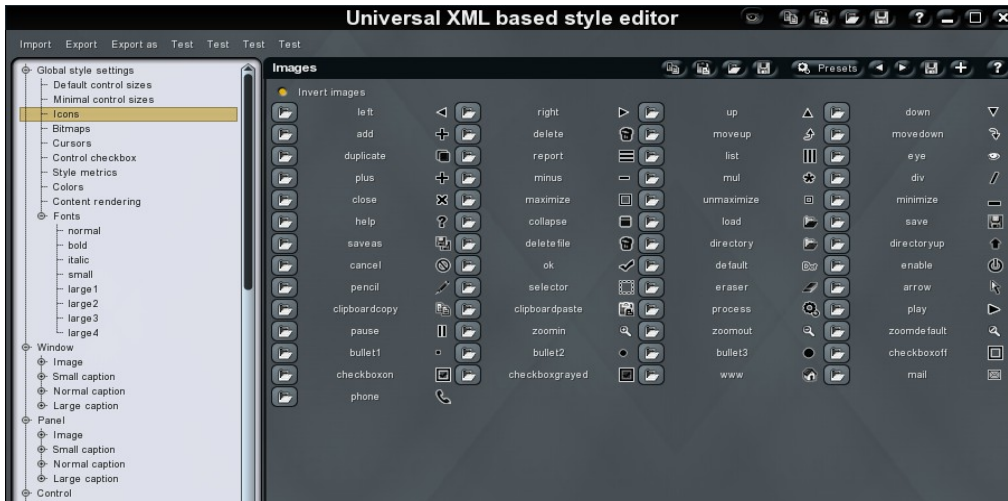 Universal XML based style editor
Import Export Export as Test Test Test Test
Global style settings
Default control sizes
Minimal control sizes
Icons
Bitmaps
Cursors
Control checkbox
Style metrics
Colors
Content rendering
Fonts
normal
bold
italic
small
large1
large2
large3
large4
Window
Image
Small caption
Normal caption
Large caption
Panel
Image
Small caption
Normal caption
Large caption
Control
Images Presets
Invert images
left right up down
add delete moveup movedown
duplicate report list eye
plus minus mul div
close maximize unmaximize minimize
help collapse load save
saveas deletefile directory directoryup
cancel ok default enable
pencil selector eraser arrow
clipboardcopy clipboardpaste process play
pause zoomin zoomout zoomdefault
bullet1 bullet2 bullet3 checkboxoff
checkboxon checkboxgrayed www mail
phone